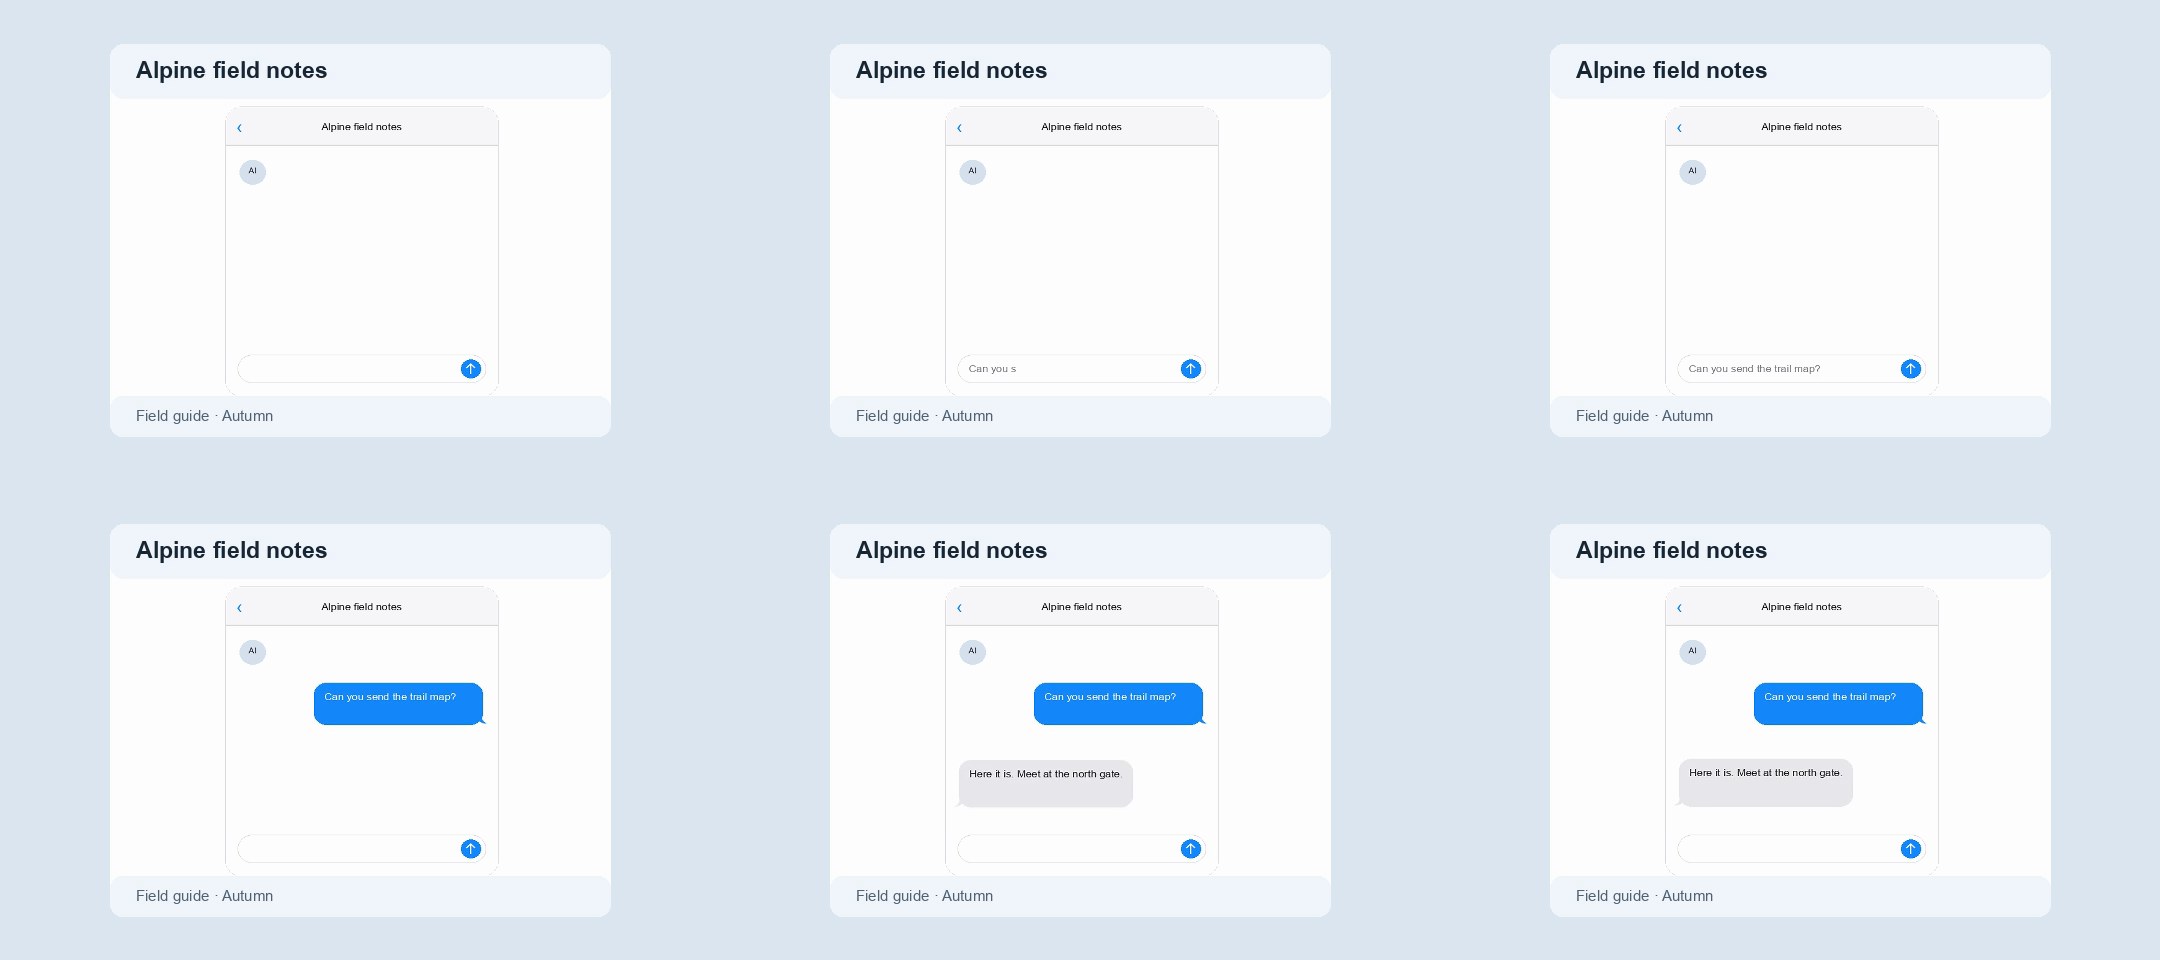 Alpine field notes
‹ Alpine field notes
AI
Field guide · Autumn
Alpine field notes
‹ Alpine field notes
AI
Can you s
Field guide · Autumn
Alpine field notes
‹ Alpine field notes
AI
Can you send the trail map?
Field guide · Autumn
Alpine field notes
‹ Alpine field notes
AI
Can you send the trail map?
Field guide · Autumn
Alpine field notes
‹ Alpine field notes
AI
Can you send the trail map?
Here it is. Meet at the north gate.
Field guide · Autumn
Alpine field notes
‹ Alpine field notes
AI
Can you send the trail map?
Here it is. Meet at the north gate.
Field guide · Autumn